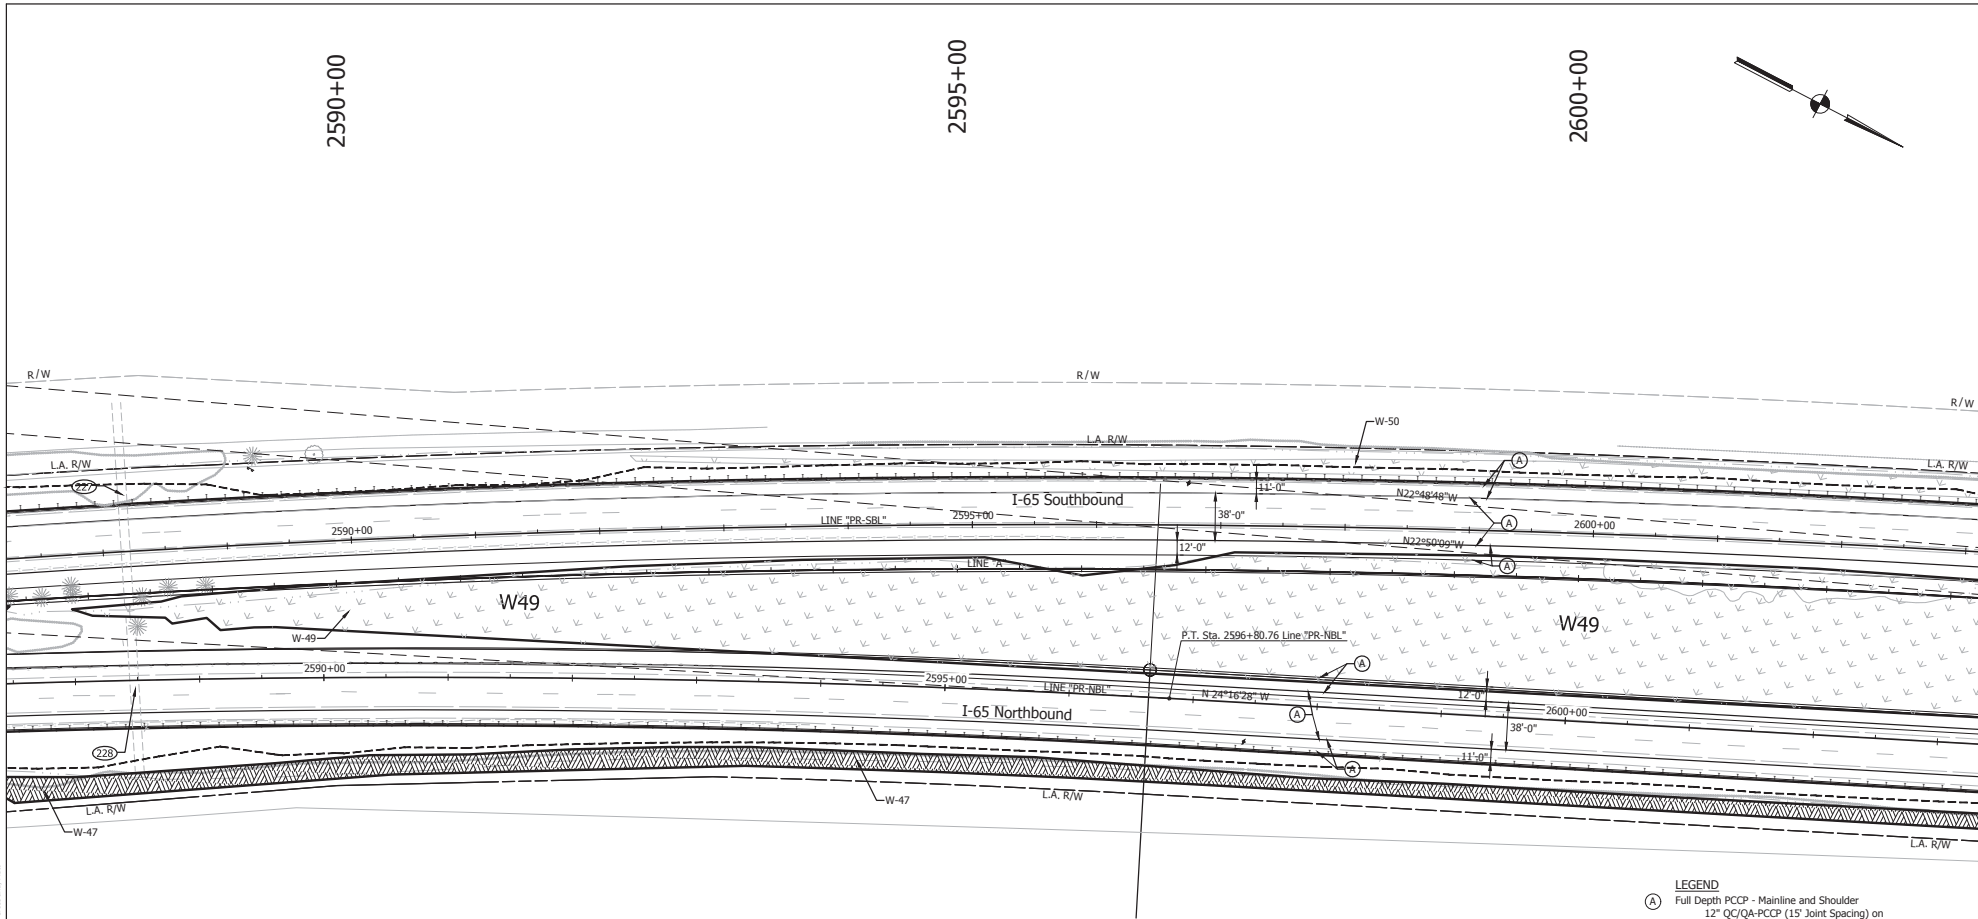 2590+00
2595+00
2600+00
R/W
R/W
R/W
W-50
L.A. R/W
L.A. R/W
L.A. R/W
A
227
11'-0"
I-65 Southbound
N22°48'48"W
38'-0"
2590+00
LINE "PR-SBL"
2595+00
A
2600+00
12'-0"
N22°50'09"W
LINE "A"
A
W49
W49
W-49
P.T. Sta. 2596+80.76 Line "PR-NBL"
A
2590+00
2595+00
LINE "PR-NBL"
N 24°16'28" W
12'-0"
I-65 Northbound
A
2600+00
38'-0"
228
11'-0"
A
L.A. R/W
W-47
L.A. R/W
W-47
L.A. R/W
LEGEND
A Full Depth PCCP - Mainline and Shoulder
12" QC/QA-PCCP (15' Joint Spacing) on